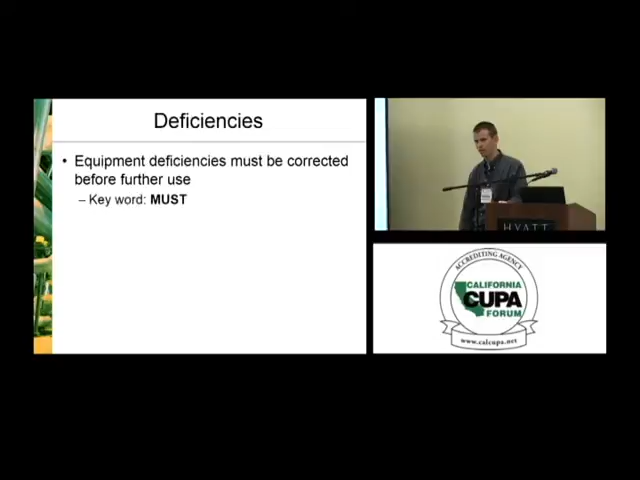 Deficiencies
• Equipment deficiencies must be corrected
before further use
– Key word: MUST
HYATT
ACCREDITING AGENCY
CALIFORNIA
CUPA
FORUM
www.calcupa.net